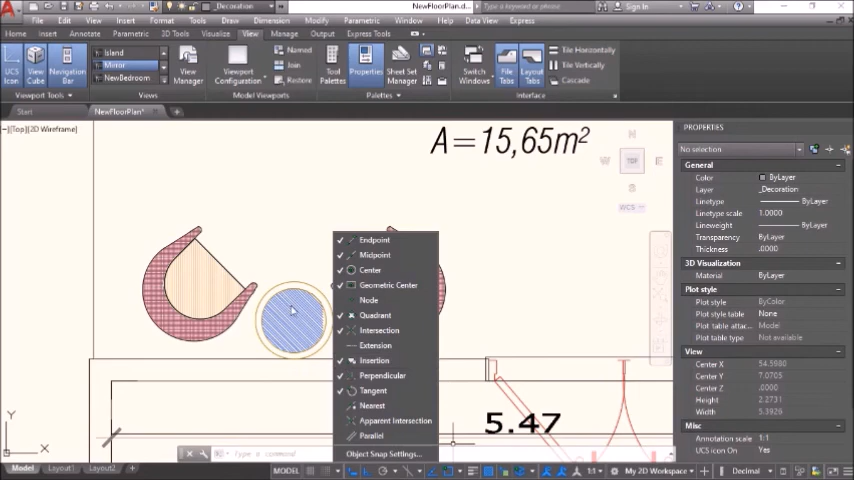 _Decoration
NewFloorPlan.d...
Type a keyword or phrase
Sign In
File Edit View Insert Format Tools Draw Dimension Modify Parametric Window Help Data View Express
Home Insert Annotate Parametric 3D Tools Visualize View Manage Output Express Tools
UCS Icon
View Cube
Navigation Bar
Island
Mirror
NewBedroom
View Manager
Viewport Configuration
Named
Join
Restore
Tool Palettes
Properties
Sheet Set Manager
Switch Windows
File Tabs
Layout Tabs
Tile Horizontally
Tile Vertically
Cascade
Viewport Tools Views Model Viewports Palettes Interface
Start NewFloorPlan*
[Top][2D Wireframe]
A=15,65m²
N
W TOP E
S
WCS
Endpoint
Midpoint
Center
Geometric Center
Node
Quadrant
Intersection
Extension
Insertion
Perpendicular
Tangent
Nearest
Apparent Intersection
Parallel
Object Snap Settings...
5.47
Y
X
Type a command
PROPERTIES
No selection
General
Color ByLayer
Layer _Decoration
Linetype ByLayer
Linetype scale 1.0000
Lineweight ByLayer
Transparency ByLayer
Thickness .0000
3D Visualization
Material ByLayer
Plot style
Plot style ByColor
Plot style table None
Plot table attac... Model
Plot table type Not available
View
Center X 54.5980
Center Y 7.0705
Center Z .0000
Height 2.2731
Width 5.3926
Misc
Annotation scale 1:1
UCS icon On Yes
Model Layout1 Layout2
MODEL 1:1 My 2D Workspace Decimal